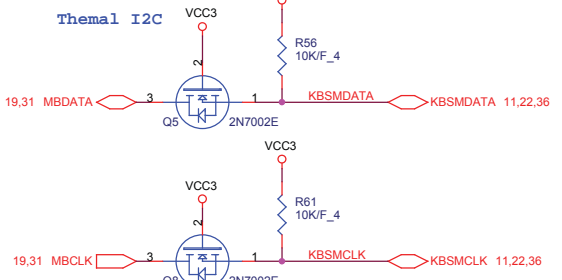 Themal I2C
VCC3
R56
10K/F_4
2
19,31 MBDATA
3
1
KBSMDATA
KBSMDATA 11,22,36
Q5
2N7002E
VCC3
VCC3
R61
10K/F_4
2
19,31 MBCLK
3
1
KBSMCLK
KBSMCLK 11,22,36
2N7002E